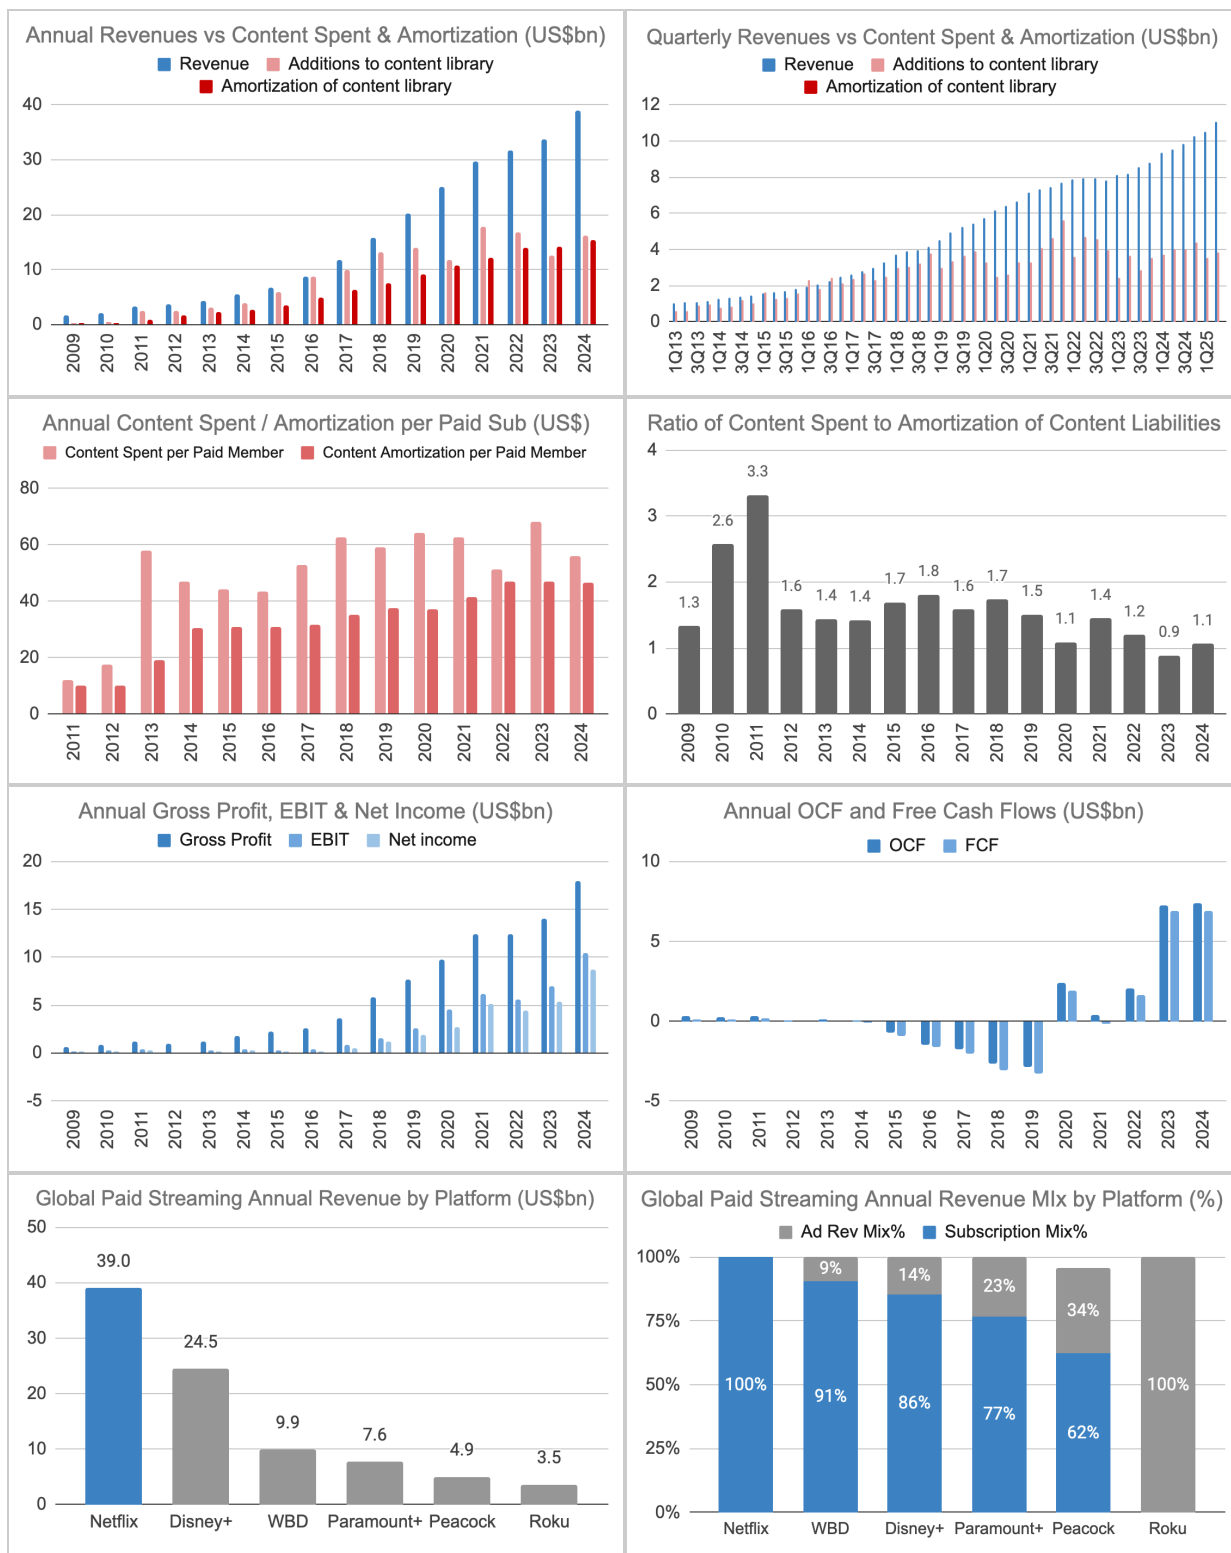 Annual Revenues vs Content Spent & Amortization (US$bn)
Revenue Additions to content library
Amortization of content library
40
30
20
10
0
2009 2010 2011 2012 2013 2014 2015 2016 2017 2018 2019 2020 2021 2022 2023 2024
Quarterly Revenues vs Content Spent & Amortization (US$bn)
Revenue Additions to content library
Amortization of content library
12
10
8
6
4
2
0
1Q13 3Q13 1Q14 3Q14 1Q15 3Q15 1Q16 3Q16 1Q17 3Q17 1Q18 3Q18 1Q19 3Q19 1Q20 3Q20 1Q21 3Q21 1Q22 3Q22 1Q23 3Q23 1Q24 3Q24 1Q25
Annual Content Spent / Amortization per Paid Sub (US$)
Content Spent per Paid Member Content Amortization per Paid Member
80
60
40
20
0
2011 2012 2013 2014 2015 2016 2017 2018 2019 2020 2021 2022 2023 2024
Ratio of Content Spent to Amortization of Content Liabilities
4
3
2
1
0
1.3 2.6 3.3 1.6 1.4 1.4 1.7 1.8 1.6 1.7 1.5 1.1 1.4 1.2 0.9 1.1
2009 2010 2011 2012 2013 2014 2015 2016 2017 2018 2019 2020 2021 2022 2023 2024
Annual Gross Profit, EBIT & Net Income (US$bn)
Gross Profit EBIT Net income
20
15
10
5
0
-5
2009 2010 2011 2012 2013 2014 2015 2016 2017 2018 2019 2020 2021 2022 2023 2024
Annual OCF and Free Cash Flows (US$bn)
OCF FCF
10
5
0
-5
2009 2010 2011 2012 2013 2014 2015 2016 2017 2018 2019 2020 2021 2022 2023 2024
Global Paid Streaming Annual Revenue by Platform (US$bn)
50
40
30
20
10
0
39.0 24.5 9.9 7.6 4.9 3.5
Netflix Disney+ WBD Paramount+ Peacock Roku
Global Paid Streaming Annual Revenue MIx by Platform (%)
Ad Rev Mix% Subscription Mix%
100%
75%
50%
25%
0%
9% 14% 23% 34%
100% 91% 86% 77% 62% 100%
Netflix WBD Disney+ Paramount+ Peacock Roku